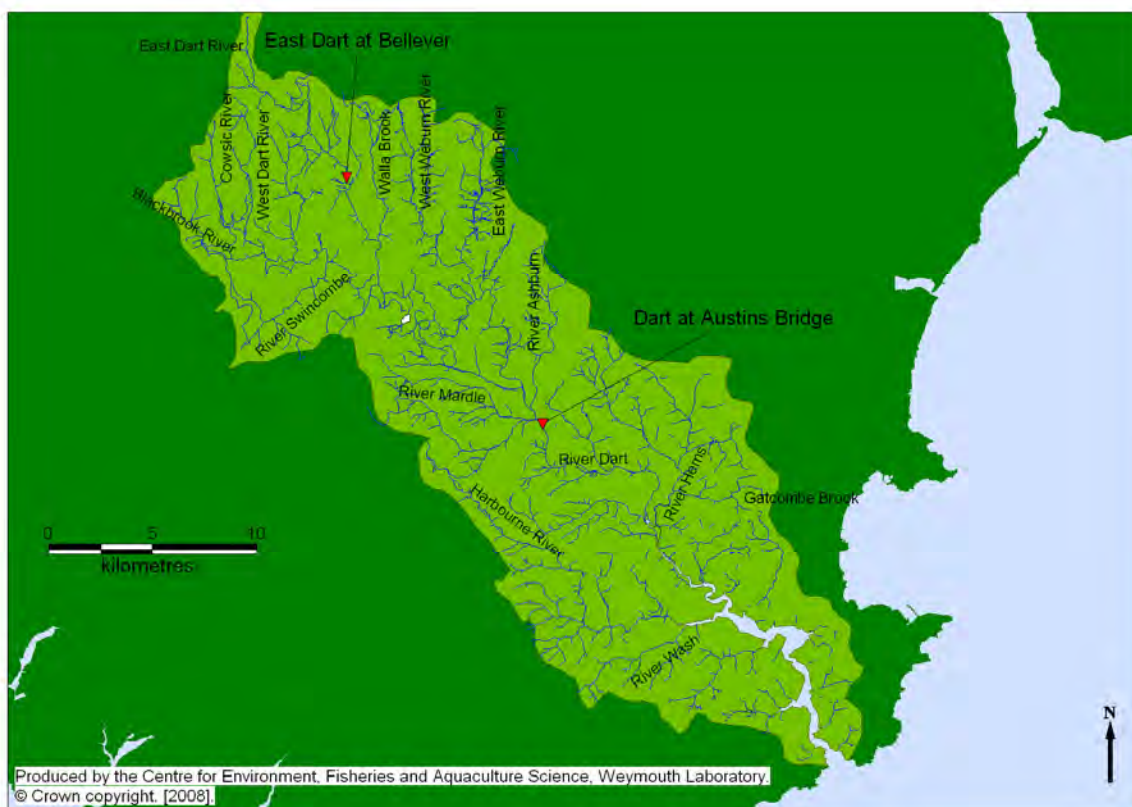 East Dart River
East Dart at Bellever
Cowsic River
West Dart River
Walla Brook
West Weburn River
East Weburn River
Blackbrook River
River Swincombe
River Ashburn
Dart at Austins Bridge
River Mardle
River Dart
River Hems
Gatcombe Brook
Harbourne River
0 5 10
kilometres
River Wash
N
Produced by the Centre for Environment, Fisheries and Aquaculture Science, Weymouth Laboratory.
© Crown copyright. [2008].